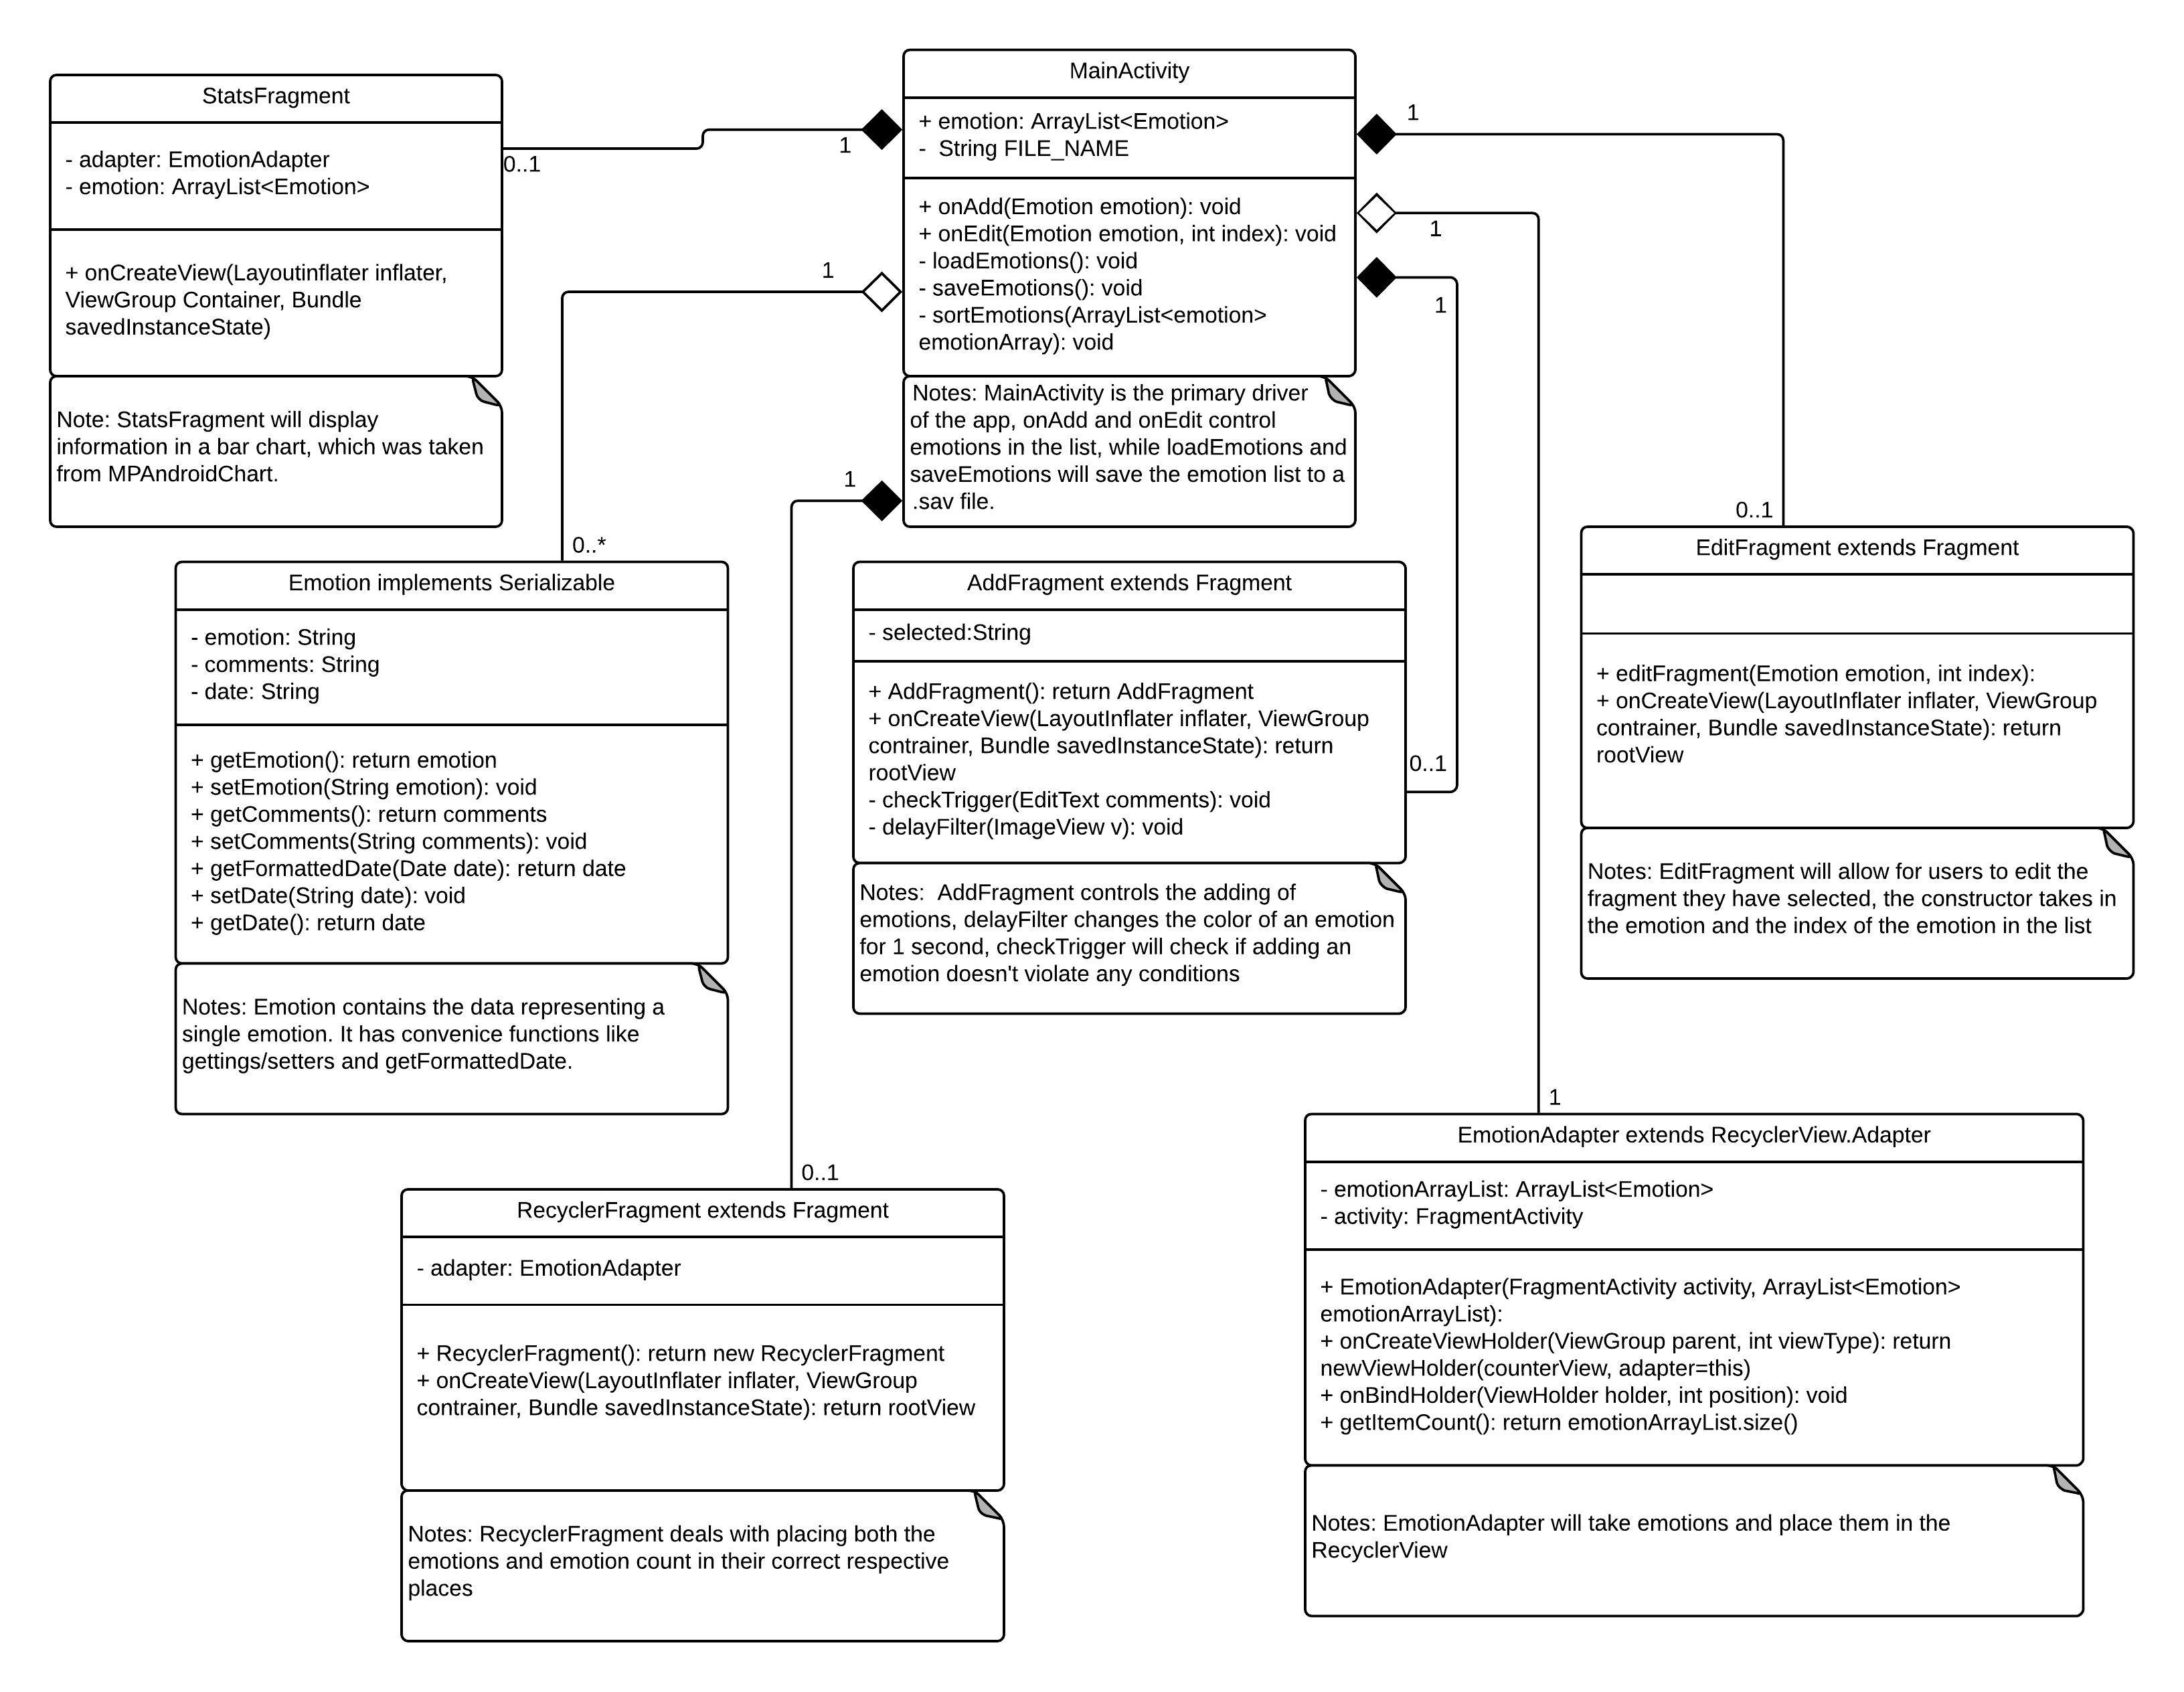 StatsFragment
- adapter: EmotionAdapter
- emotion: ArrayList<Emotion>
+ onCreateView(Layoutinflater inflater,
ViewGroup Container, Bundle
savedInstanceState)
Note: StatsFragment will display
information in a bar chart, which was taken
from MPAndroidChart.
0..1
1
MainActivity
+ emotion: ArrayList<Emotion>
-  String FILE_NAME
+ onAdd(Emotion emotion): void
+ onEdit(Emotion emotion, int index): void
- loadEmotions(): void
- saveEmotions(): void
- sortEmotions(ArrayList<emotion>
emotionArray): void
Notes: MainActivity is the primary driver
of the app, onAdd and onEdit control
emotions in the list, while loadEmotions and
saveEmotions will save the emotion list to a
.sav file.
1
1
1
1
1
0..1
0..*
Emotion implements Serializable
- emotion: String
- comments: String
- date: String
+ getEmotion(): return emotion
+ setEmotion(String emotion): void
+ getComments(): return comments
+ setComments(String comments): void
+ getFormattedDate(Date date): return date
+ setDate(String date): void
+ getDate(): return date
Notes: Emotion contains the data representing a
single emotion. It has convenice functions like
gettings/setters and getFormattedDate.
AddFragment extends Fragment
- selected:String
+ AddFragment(): return AddFragment
+ onCreateView(LayoutInflater inflater, ViewGroup
contrainer, Bundle savedInstanceState): return
rootView
- checkTrigger(EditText comments): void
- delayFilter(ImageView v): void
0..1
Notes:  AddFragment controls the adding of
emotions, delayFilter changes the color of an emotion
for 1 second, checkTrigger will check if adding an
emotion doesn't violate any conditions
EditFragment extends Fragment
+ editFragment(Emotion emotion, int index):
+ onCreateView(LayoutInflater inflater, ViewGroup
contrainer, Bundle savedInstanceState): return
rootView
Notes: EditFragment will allow for users to edit the
fragment they have selected, the constructor takes in
the emotion and the index of the emotion in the list
0..1
RecyclerFragment extends Fragment
- adapter: EmotionAdapter
+ RecyclerFragment(): return new RecyclerFragment
+ onCreateView(LayoutInflater inflater, ViewGroup
contrainer, Bundle savedInstanceState): return rootView
Notes: RecyclerFragment deals with placing both the
emotions and emotion count in their correct respective
places
1
EmotionAdapter extends RecyclerView.Adapter
- emotionArrayList: ArrayList<Emotion>
- activity: FragmentActivity
+ EmotionAdapter(FragmentActivity activity, ArrayList<Emotion>
emotionArrayList):
+ onCreateViewHolder(ViewGroup parent, int viewType): return
newViewHolder(counterView, adapter=this)
+ onBindHolder(ViewHolder holder, int position): void
+ getItemCount(): return emotionArrayList.size()
Notes: EmotionAdapter will take emotions and place them in the
RecyclerView